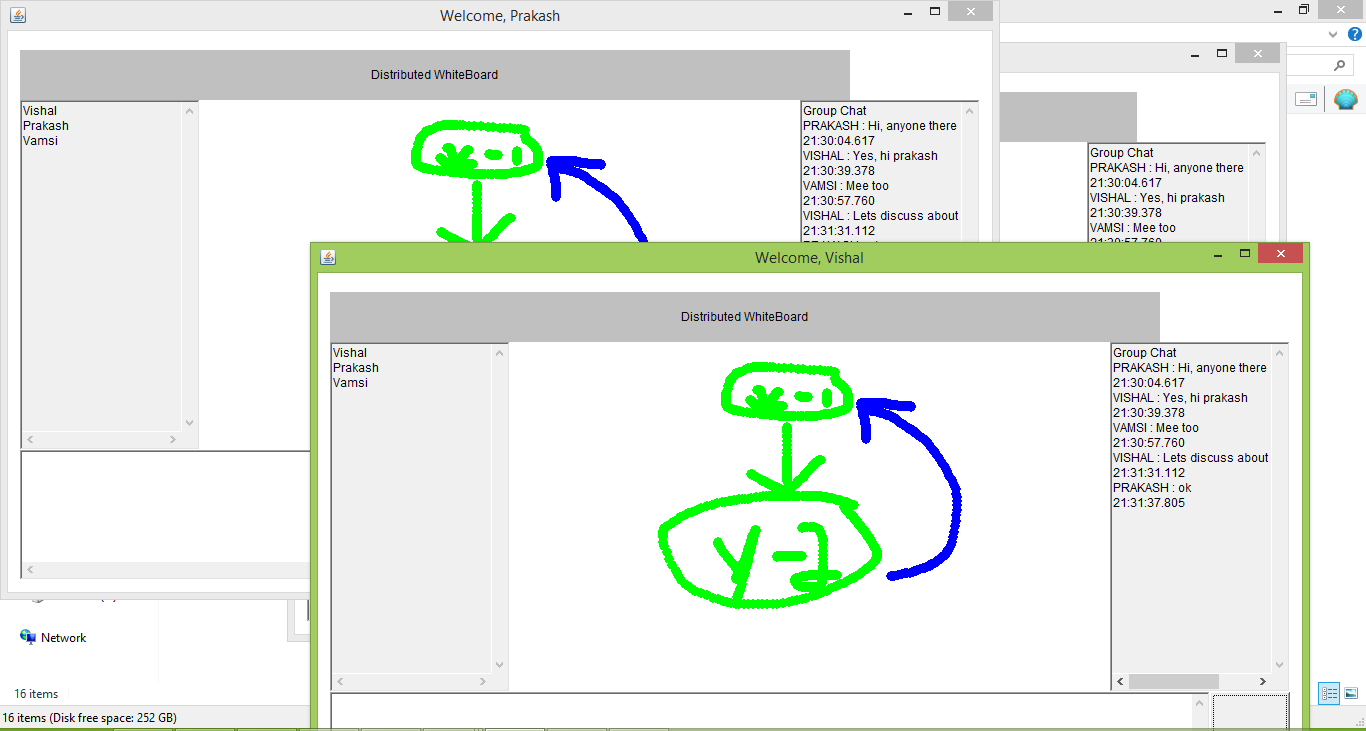 Welcome, Prakash
Distributed WhiteBoard
Vishal
Prakash
Vamsi
Group Chat
PRAKASH : Hi, anyone there
21:30:04.617
VISHAL : Yes, hi prakash
21:30:39.378
VAMSI : Mee too
21:30:57.760
VISHAL : Lets discuss about
21:31:31.112
Group Chat
PRAKASH : Hi, anyone there
21:30:04.617
VISHAL : Yes, hi prakash
21:30:39.378
VAMSI : Mee too
21:30:57.760
Welcome, Vishal
Distributed WhiteBoard
Vishal
Prakash
Vamsi
y-2
Group Chat
PRAKASH : Hi, anyone there
21:30:04.617
VISHAL : Yes, hi prakash
21:30:39.378
VAMSI : Mee too
21:30:57.760
VISHAL : Lets discuss about
21:31:31.112
PRAKASH : ok
21:31:37.805
Network
16 items
16 items (Disk free space: 252 GB)